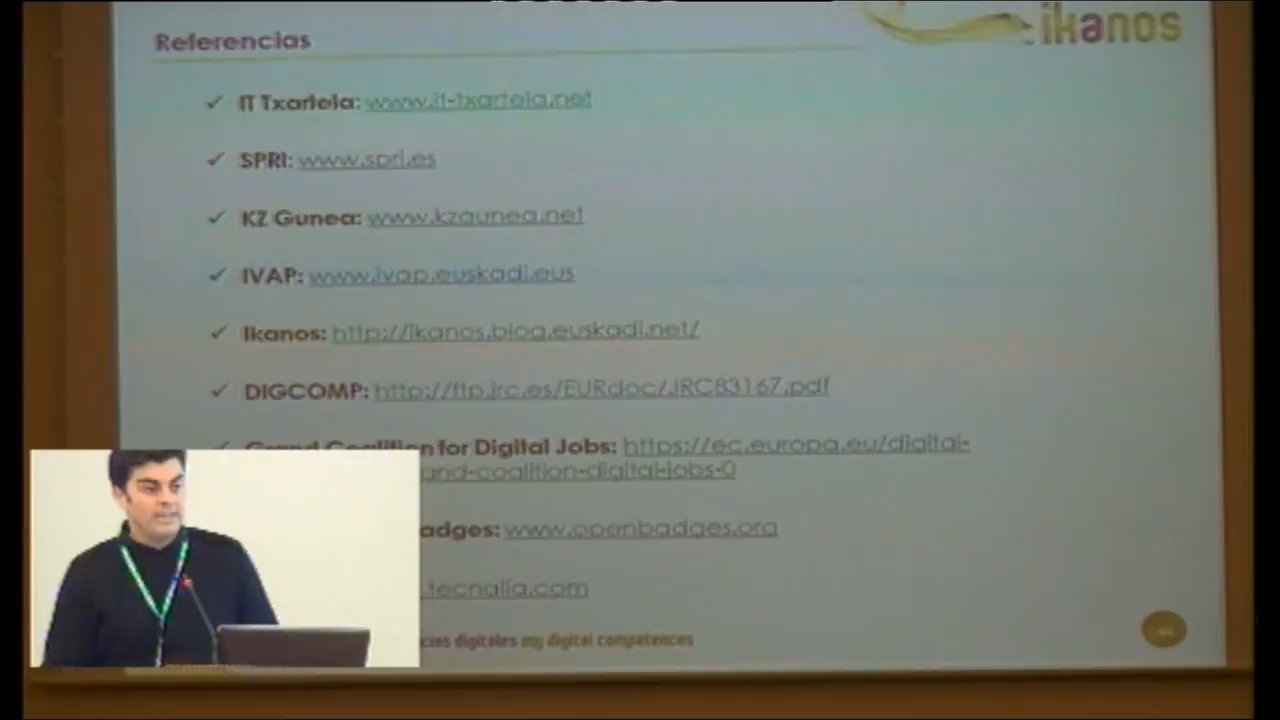 ikanos
Referencias
✓ IT Txartela: www.it-txartela.net
✓ SPRI: www.spri.es
✓ KZ Gunea: www.kzgunea.net
✓ IVAP: www.ivap.euskadi.eus
✓ Ikanos: http://ikanos.blog.euskadi.net/
✓ DIGCOMP: http://ftp.jrc.es/EURdoc/JRC83167.pdf
✓ Grand Coalition for Digital Jobs: https://ec.europa.eu/digital-
and-coalition-digital-jobs-0
adges: www.openbadges.org
.tecnalia.com
cias digitales my digital competences